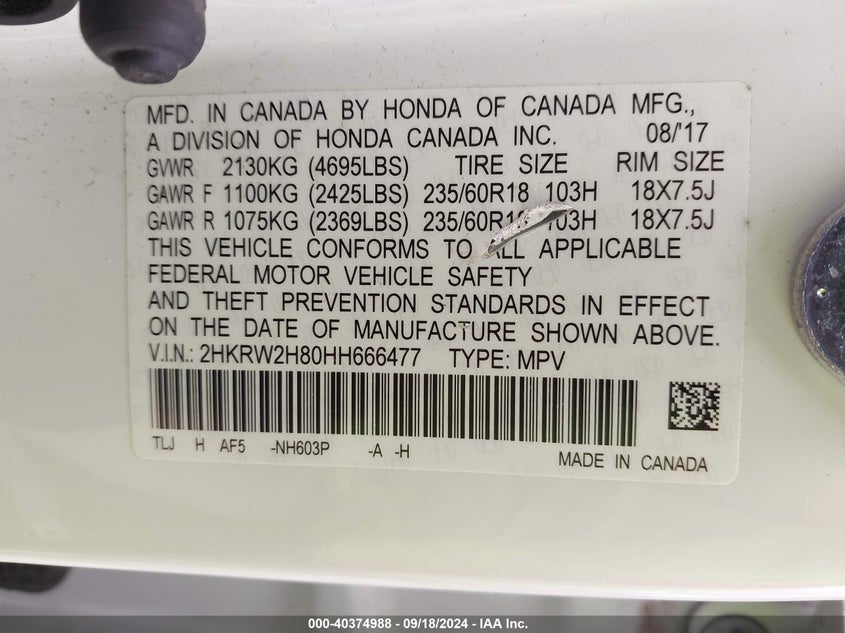 MFD. IN CANADA BY HONDA OF CANADA MFG.,
A DIVISION OF HONDA CANADA INC. 08/'17
GVWR 2130KG (4695LBS) TIRE SIZE RIM SIZE
GAWR F 1100KG (2425LBS) 235/60R18 103H 18X7.5J
GAWR R 1075KG (2369LBS) 235/60R18 103H 18X7.5J
THIS VEHICLE CONFORMS TO ALL APPLICABLE
FEDERAL MOTOR VEHICLE SAFETY
AND THEFT PREVENTION STANDARDS IN EFFECT
ON THE DATE OF MANUFACTURE SHOWN ABOVE.
V.I.N.: 2HKRW2H80HH666477 TYPE: MPV
TLJ H AF5 -NH603P -A -H
MADE IN CANADA
000-40374988 - 09/18/2024 - IAA Inc.